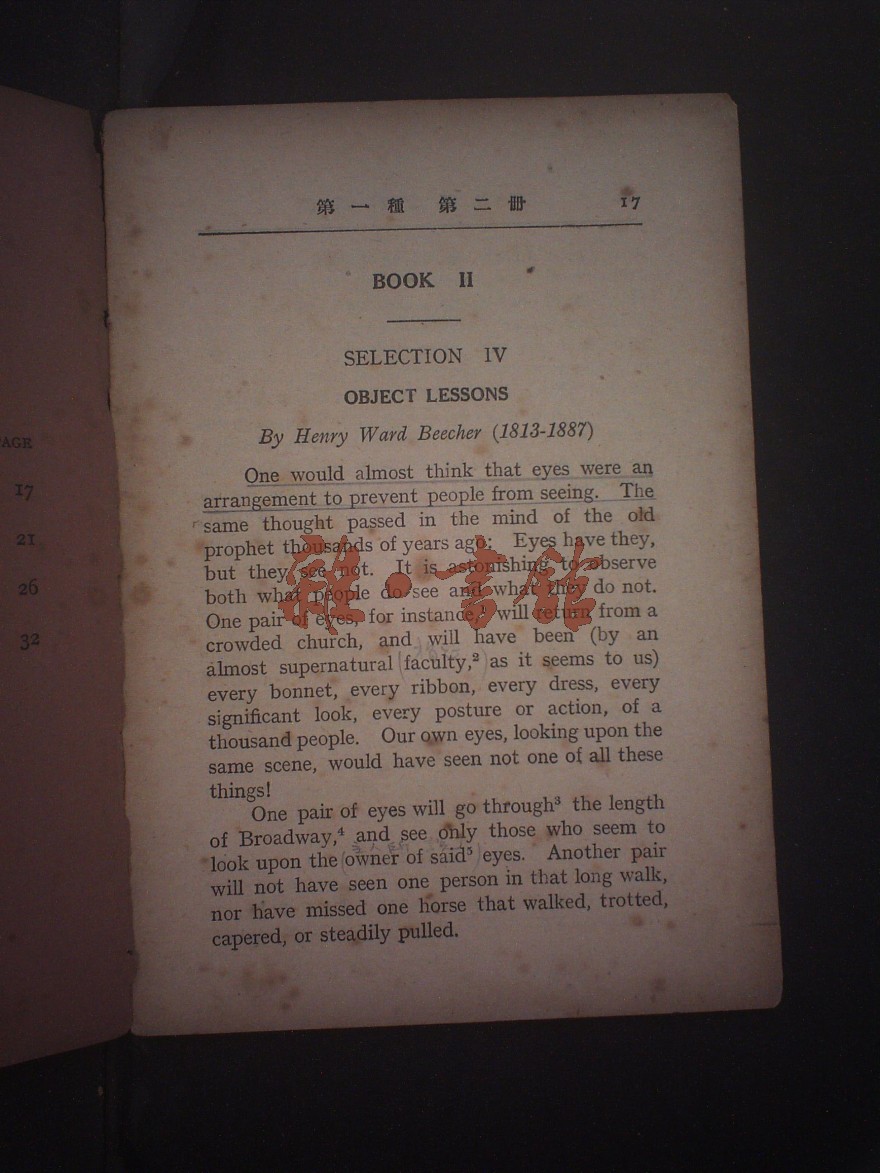 第一種 第二冊 17
BOOK II
SELECTION IV
OBJECT LESSONS
By Henry Ward Beecher (1813-1887)
One would almost think that eyes were an
arrangement to prevent people from seeing. The
same thought passed in the mind of the old
prophet thousands of years ago: Eyes have they,
but they see not. It is astonishing to observe
both what people do see and what they do not.
One pair of eyes, for instance,¹ will return from a
crowded church, and will have been (by an
almost supernatural faculty,² as it seems to us)
every bonnet, every ribbon, every dress, every
significant look, every posture or action, of a
thousand people. Our own eyes, looking upon the
same scene, would have seen not one of all these
things!
One pair of eyes will go through³ the length
of Broadway,⁴ and see only those who seem to
look upon the owner of said⁵ eyes. Another pair
will not have seen one person in that long walk,
nor have missed one horse that walked, trotted,
capered, or steadily pulled.
AGE
17
21
26
32
雜·書館